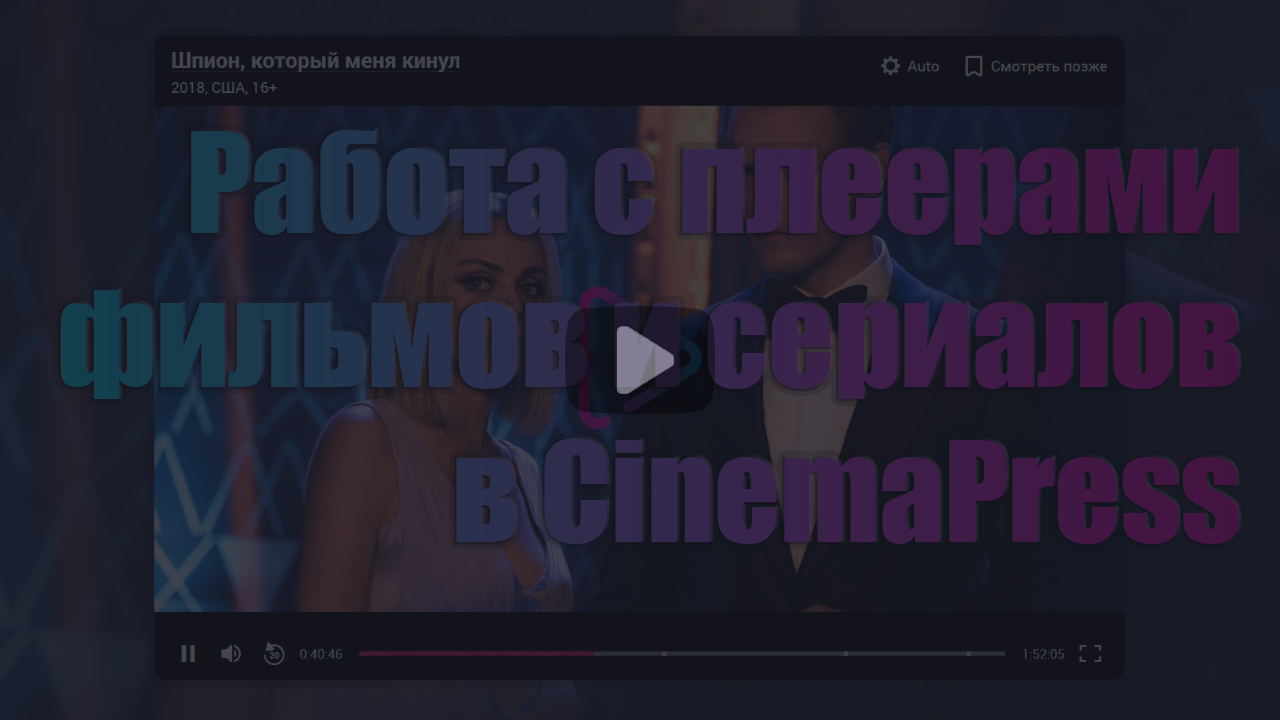 Шпион, который меня кинул
Auto
Смотреть позже
2018, США, 16+
Работа с плеерами
фильмов и сериалов
в CinemaPress
20
0:40:46
1:52:05